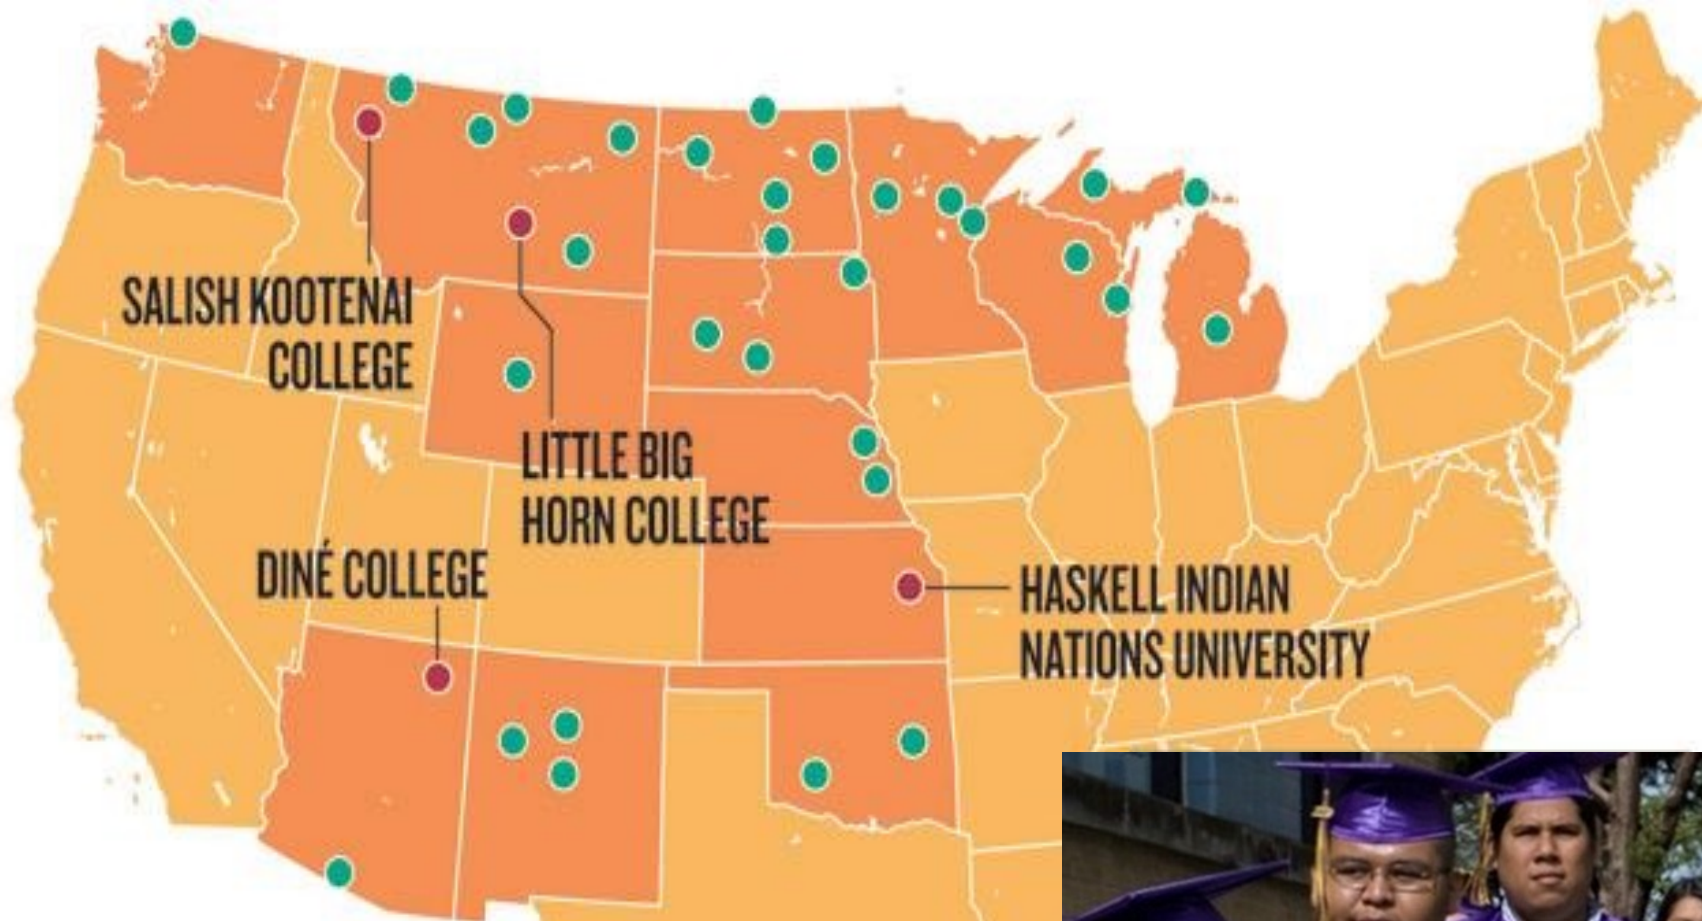 SALISH KOOTENAI
COLLEGE
LITTLE BIG
HORN COLLEGE
DINÉ COLLEGE
HASKELL INDIAN
NATIONS UNIVERSITY